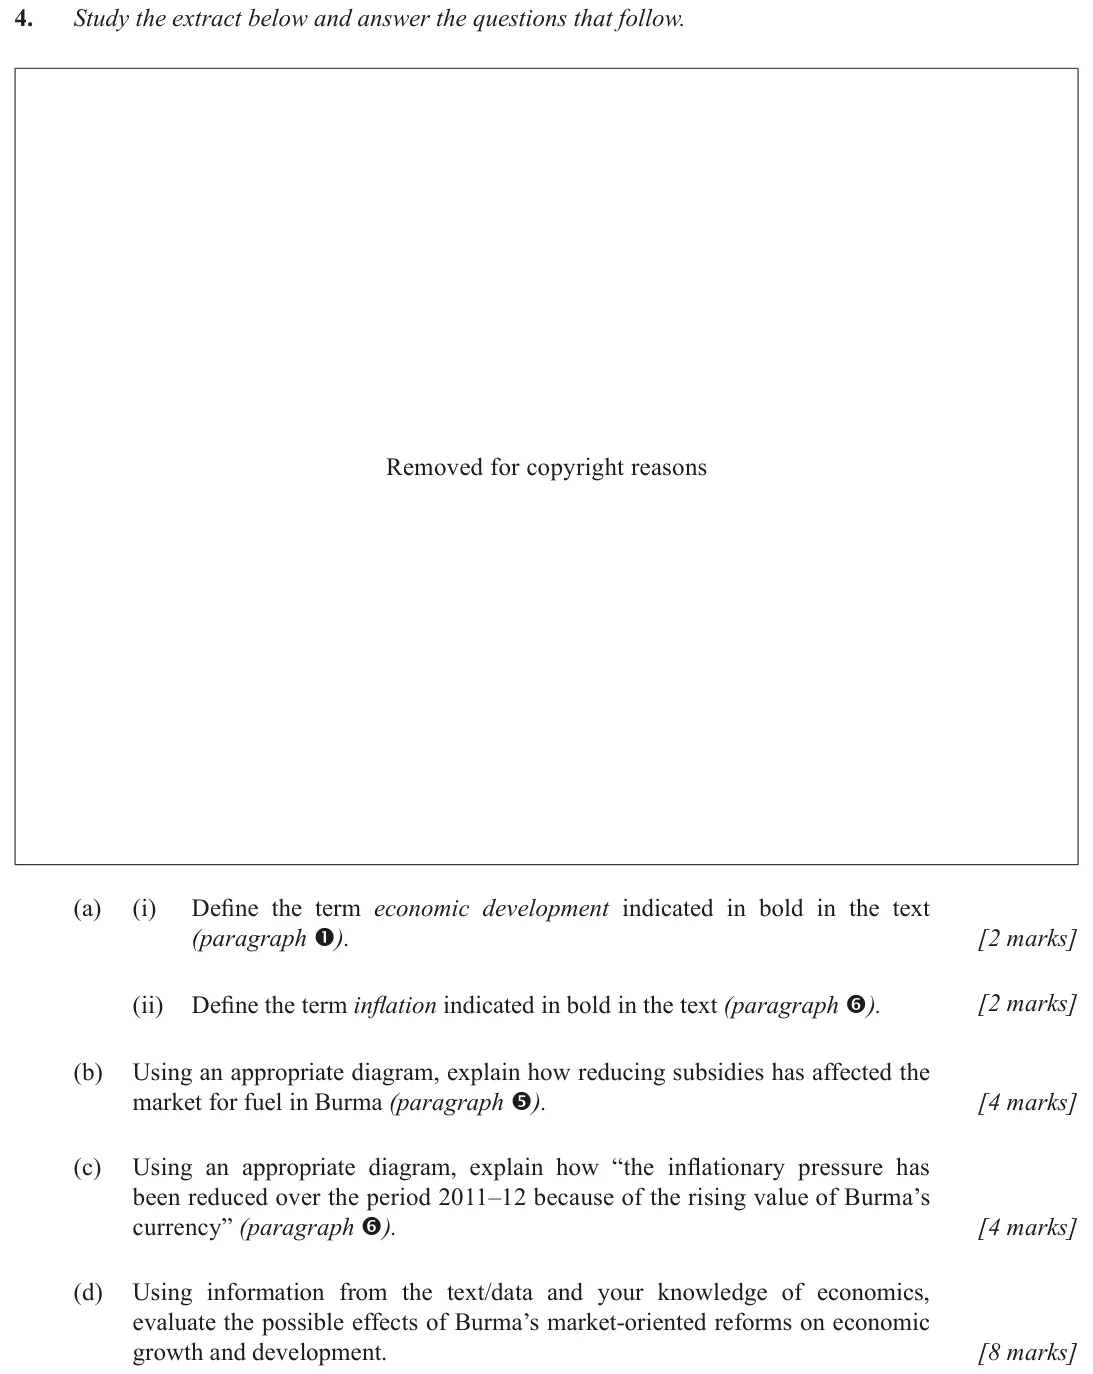 4. Study the extract below and answer the questions that follow.
Removed for copyright reasons
(a) (i) Define the term economic development indicated in bold in the text
(paragraph ❶). [2 marks]
(ii) Define the term inflation indicated in bold in the text (paragraph ❻). [2 marks]
(b) Using an appropriate diagram, explain how reducing subsidies has affected the
market for fuel in Burma (paragraph ❺). [4 marks]
(c) Using an appropriate diagram, explain how “the inflationary pressure has
been reduced over the period 2011–12 because of the rising value of Burma’s
currency” (paragraph ❻). [4 marks]
(d) Using information from the text/data and your knowledge of economics,
evaluate the possible effects of Burma’s market-oriented reforms on economic
growth and development. [8 marks]